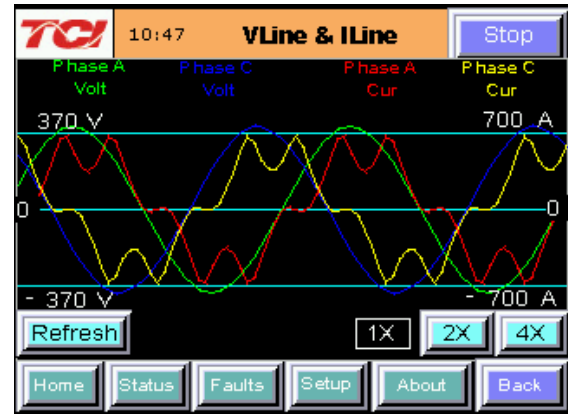 TCI 10:47 VLine & ILine Stop
Phase A Phase C Phase A Phase C
Volt Volt Cur Cur
370 V 700 A
0 0
- 370 V - 700 A
Refresh 1X 2X 4X
Home Status Faults Setup About Back